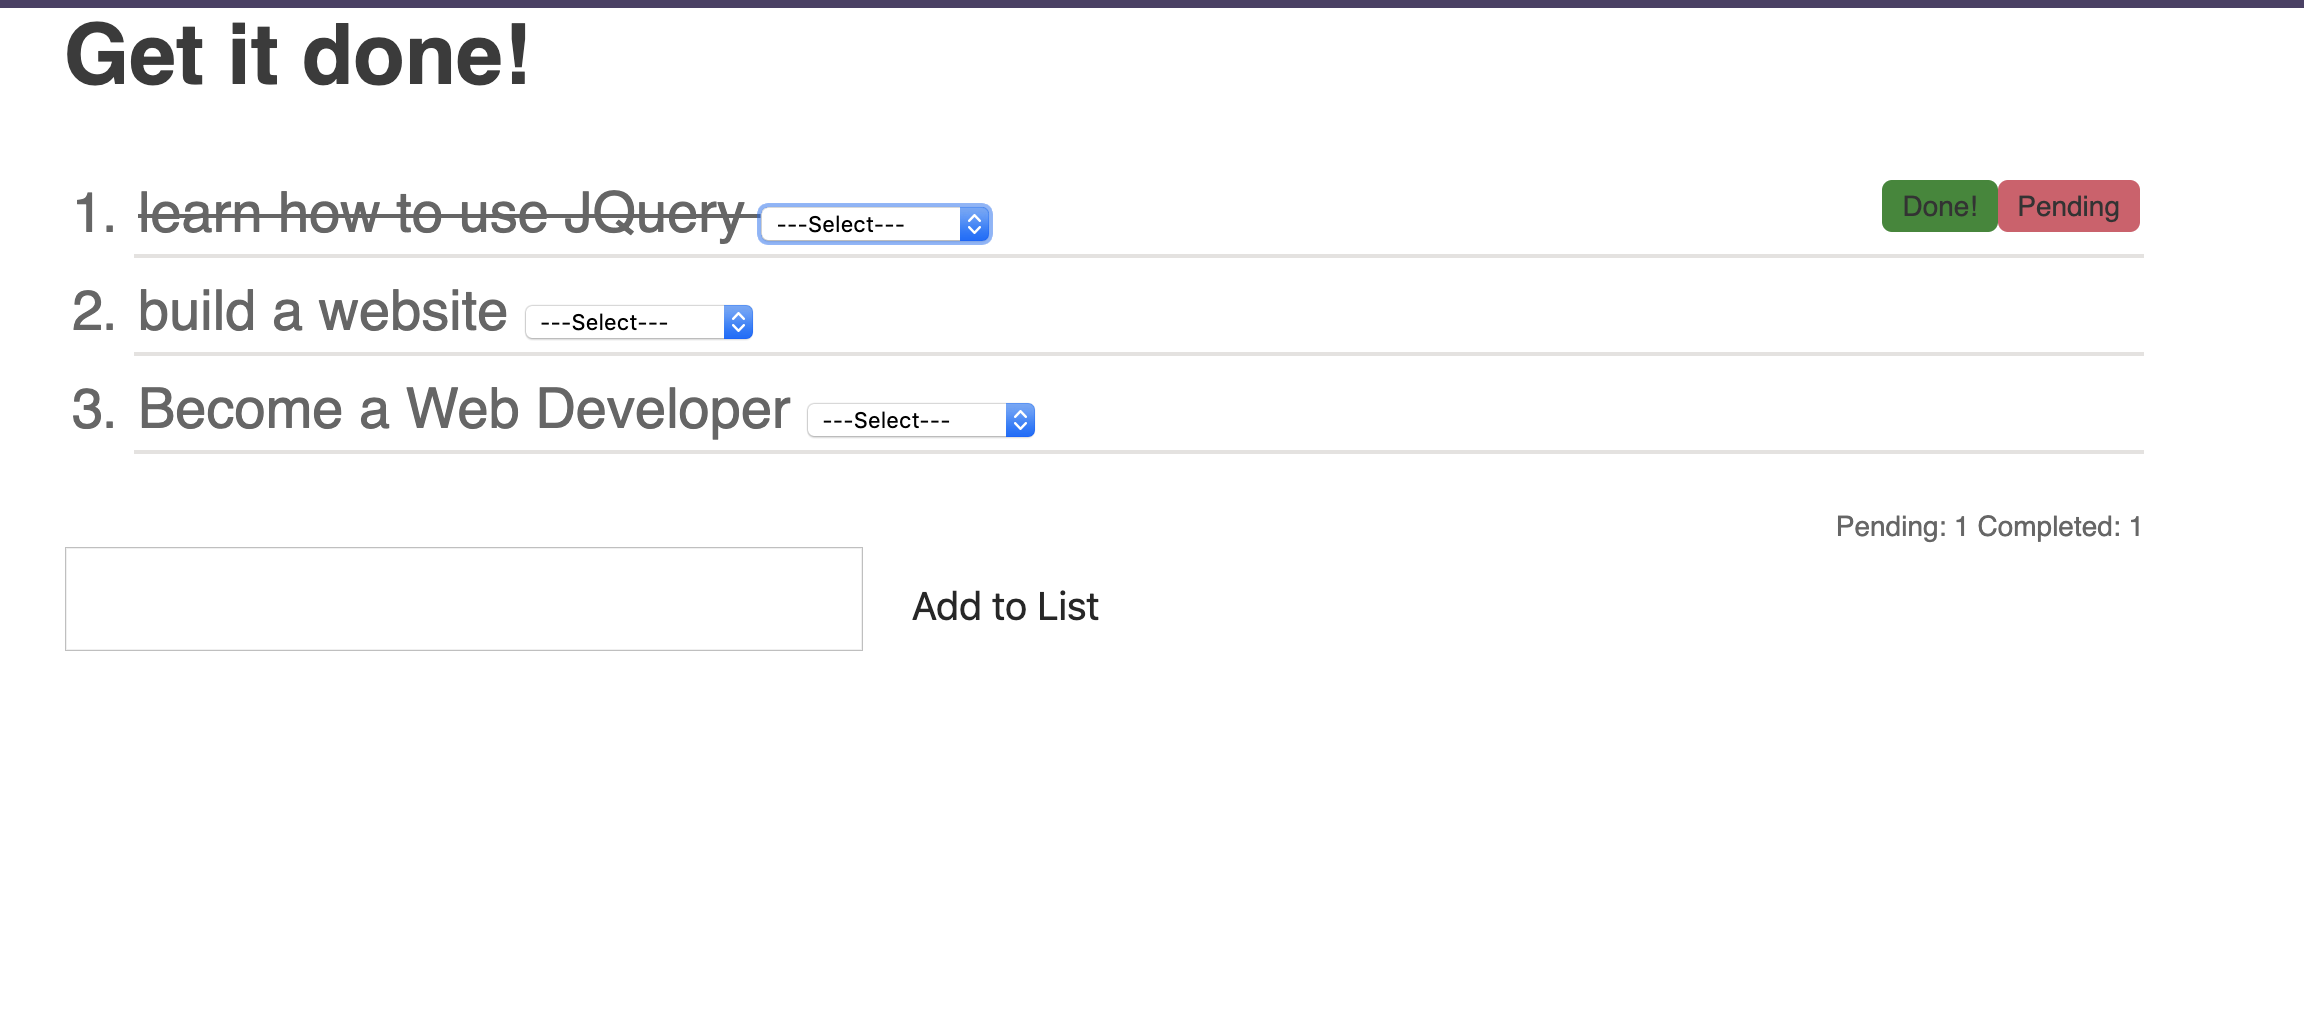 Get it done!
1. learn how to use JQuery ---Select--- Done! Pending
2. build a website ---Select---
3. Become a Web Developer ---Select---
Pending: 1 Completed: 1
Add to List